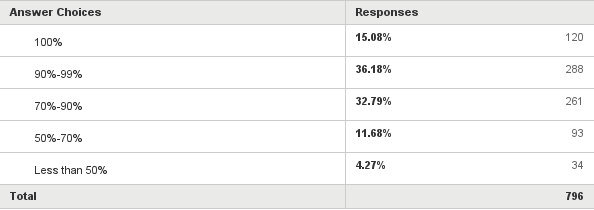 Answer Choices Responses
100% 15.08% 120
90%-99% 36.18% 288
70%-90% 32.79% 261
50%-70% 11.68% 93
Less than 50% 4.27% 34
Total 796